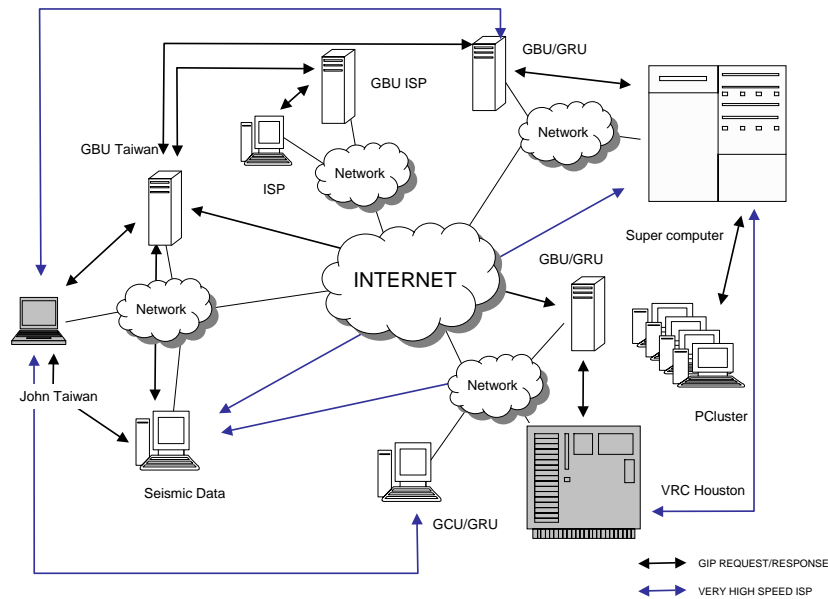 GBU/GRU
GBU ISP
Network
GBU Taiwan
Network
ISP
Super computer
GBU/GRU
INTERNET
Network
Network
John Taiwan
PCluster
Seismic Data
VRC Houston
GCU/GRU
GIP REQUEST/RESPONSE
VERY HIGH SPEED ISP